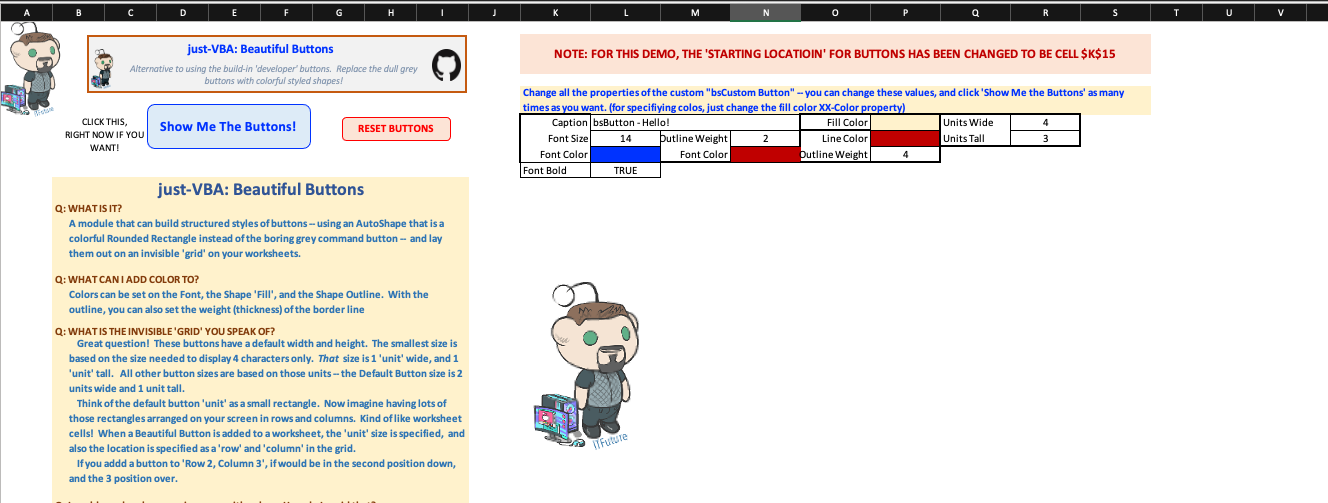 A B C D E F G H I J K L M N O P Q R S T U V
just-VBA: Beautiful Buttons
Alternative to using the build-in 'developer' buttons. Replace the dull grey
buttons with colorful styled shapes!
ITFuture
CLICK THIS,
RIGHT NOW IF YOU
WANT!
Show Me The Buttons!
RESET BUTTONS
NOTE: FOR THIS DEMO, THE 'STARTING LOCATIOIN' FOR BUTTONS HAS BEEN CHANGED TO BE CELL $K$15
Change all the properties of the custom "bsCustom Button" -- you can change these values, and click 'Show Me the Buttons' as many
times as you want. (for specifiying colos, just change the fill color XX-Color property)
Caption bsButton - Hello! Fill Color Units Wide 4
Font Size 14 Outline Weight 2 Line Color Units Tall 3
Font Color Font Color Outline Weight 4
Font Bold TRUE
just-VBA: Beautiful Buttons
Q: WHAT IS IT?
A module that can build structured styles of buttons -- using an AutoShape that is a
colorful Rounded Rectangle instead of the boring grey command button -- and lay
them out on an invisible 'grid' on your worksheets.
Q: WHAT CAN I ADD COLOR TO?
Colors can be set on the Font, the Shape 'Fill', and the Shape Outline. With the
outline, you can also set the weight (thickness) of the border line
Q: WHAT IS THE INVISIBLE 'GRID' YOU SPEAK OF?
Great question! These buttons have a default width and height. The smallest size is
based on the size needed to display 4 characters only. That size is 1 'unit' wide, and 1
'unit' tall. All other button sizes are based on those units -- the Default Button size is 2
units wide and 1 unit tall.
Think of the default button 'unit' as a small rectangle. Now imagine having lots of
those rectangles arranged on your screen in rows and columns. Kind of like worksheet
cells! When a Beautiful Button is added to a worksheet, the 'unit' size is specified, and
also the location is specified as a 'row' and 'column' in the grid.
If you addd a button to 'Row 2, Column 3', if would be in the second position down,
and the 3 position over.
ITFuture